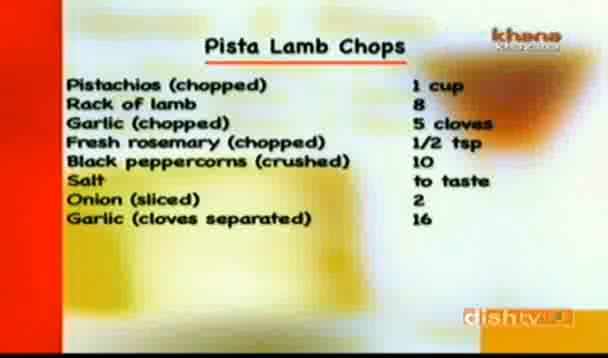 khana
Pista Lamb Chops
Pistachios (chopped) 1 cup
Rack of lamb 8
Garlic (chopped) 5 cloves
Fresh rosemary (chopped) 1/2 tsp
Black peppercorns (crushed) 10
Salt to taste
Onion (sliced) 2
Garlic (cloves separated) 16
dishtv